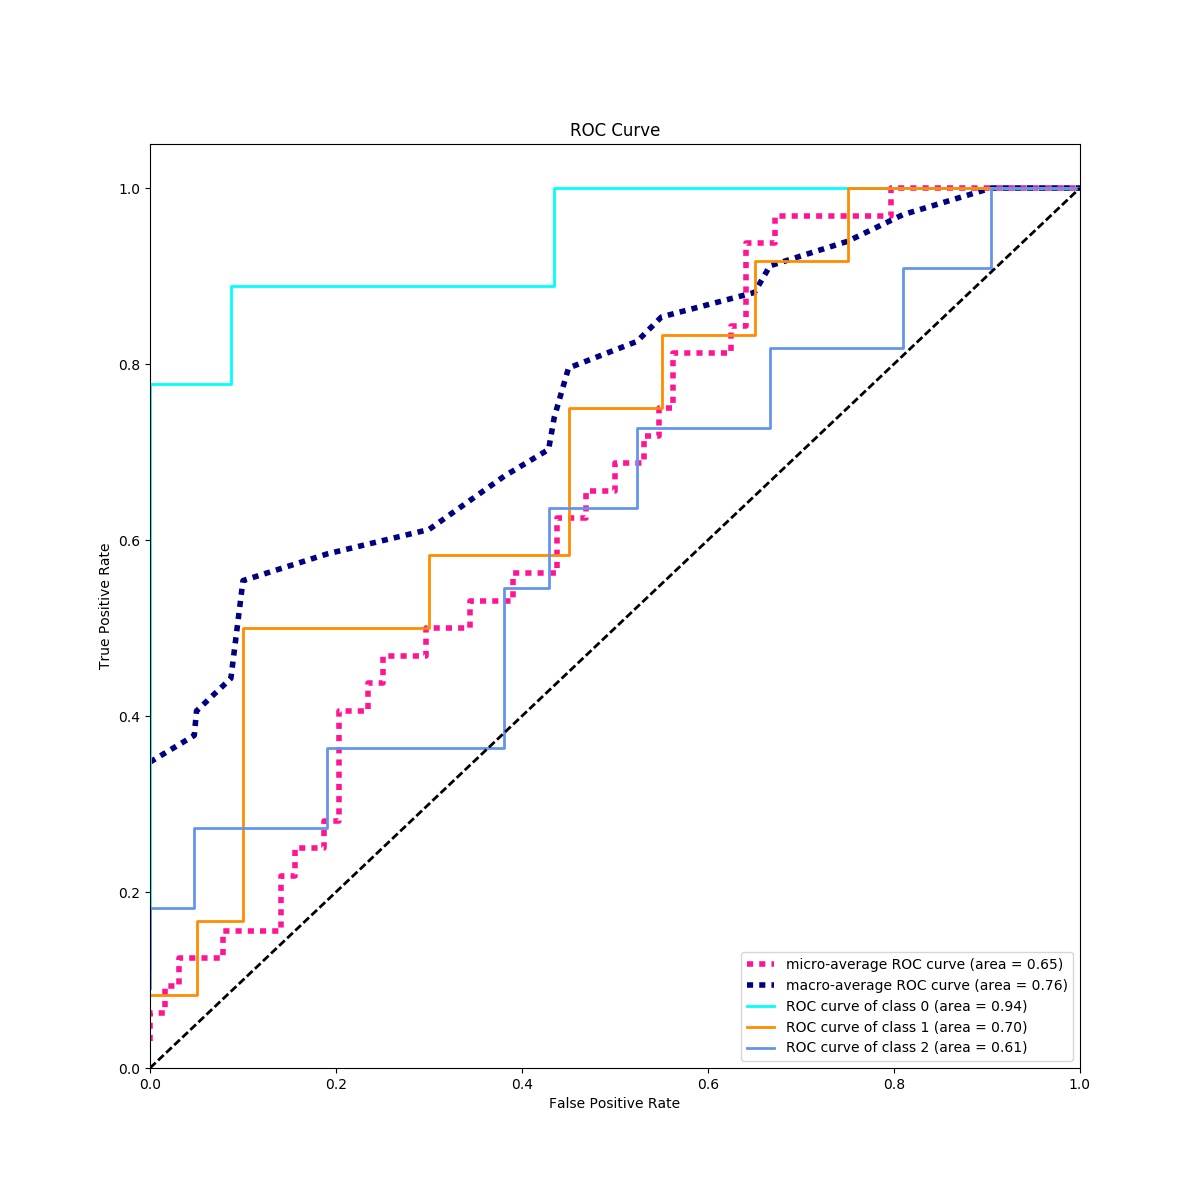 ROC Curve
1.0
0.8
0.6
0.4
0.2
0.0
True Positive Rate
micro-average ROC curve (area = 0.65)
macro-average ROC curve (area = 0.76)
ROC curve of class 0 (area = 0.94)
ROC curve of class 1 (area = 0.70)
ROC curve of class 2 (area = 0.61)
0.0 0.2 0.4 0.6 0.8 1.0
False Positive Rate